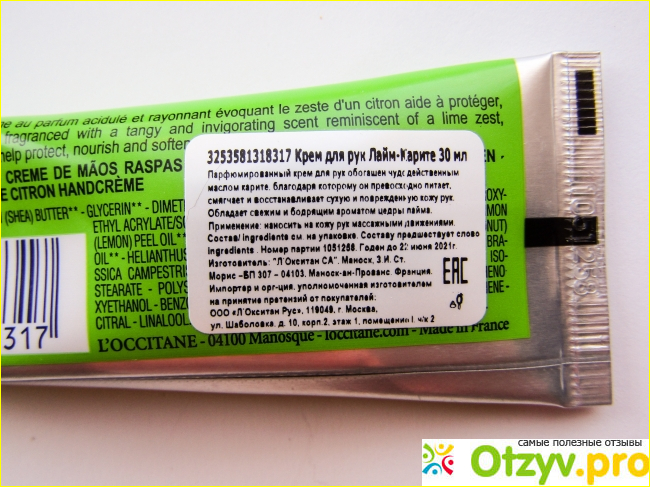 au parfum acidulé et rayonnant évoquant le zeste d'un citron aide à protéger,
fragranced with a tangy and invigorating scent reminiscent of a lime zest,
help protect, nourish and soften
CREME DE MÃOS RASPAS
CITRON HANDCRÈME
(SHEA) BUTTER** - GLYCERIN** - DIMETI
ETHYL ACRYLATE/SO
(LEMON) PEEL OIL**
OIL** - HELIANTHUS
SSICA CAMPESTRIS
STEARATE - POLYS
XYETHANOL - BENZO
CITRAL - LINALOOL
317
L'OCCITANE - 04100 Manosque - loccitane.com - Made in France
3253581318317 Крем для рук Лайм-Карите 30 мл
Парфюмированный крем для рук обогащен чудодейственным
маслом карите, благодаря которому он превосходно питает,
смягчает и восстанавливает сухую и поврежденную кожу рук.
Обладает свежим и бодрящим ароматом цедры лайма.
Применение: наносить на кожу рук массажными движениями.
Состав/ ingredients см. на упаковке. Составу предшествует слово
ingredients. Номер партии 1051258. Годен до 22 июня 2021г.
Изготовитель: "Л'Окситан СА". Маноск, З.И. Ст.
Морис -БП 307 - 04103. Маноск-ан-Прованс. Франция.
Импортер и орг-ция, уполномоченная изготовителем
на принятие претензий от покупателей:
ООО «Л'Окситан Рус», 119049, г. Москва,
ул. Шаболовка, д. 10, корп.2, этаж 1, помещение I, ч/к 2
EAC
самые полезные отзывы
Otzyv.pro